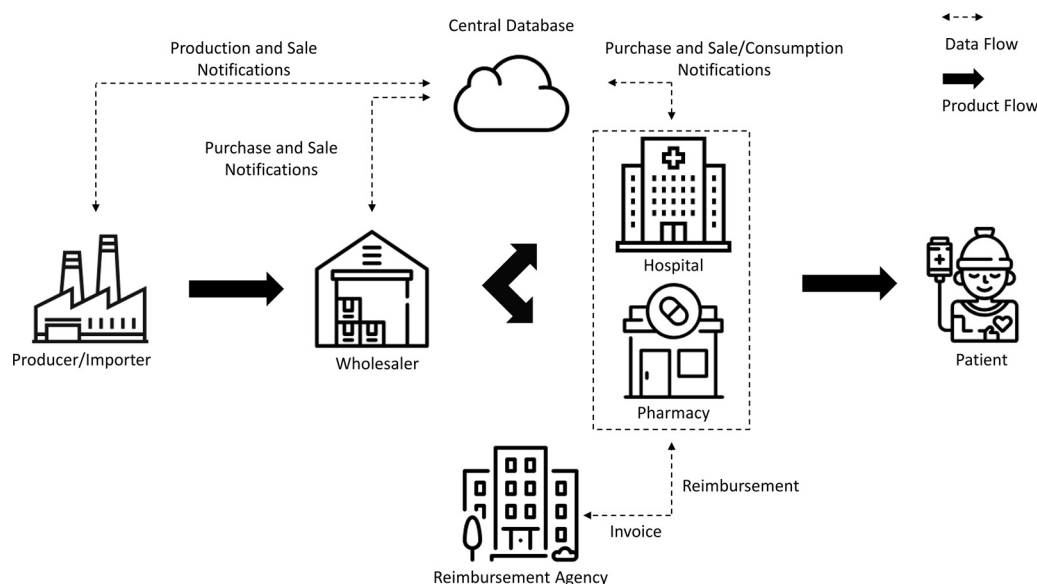 Central Database
Production and Sale
Notifications
Purchase and Sale/Consumption
Notifications
Data Flow
Product Flow
Purchase and Sale
Notifications
Hospital
Producer/Importer
Wholesaler
Patient
Pharmacy
Reimbursement
Invoice
Reimbursement Agency